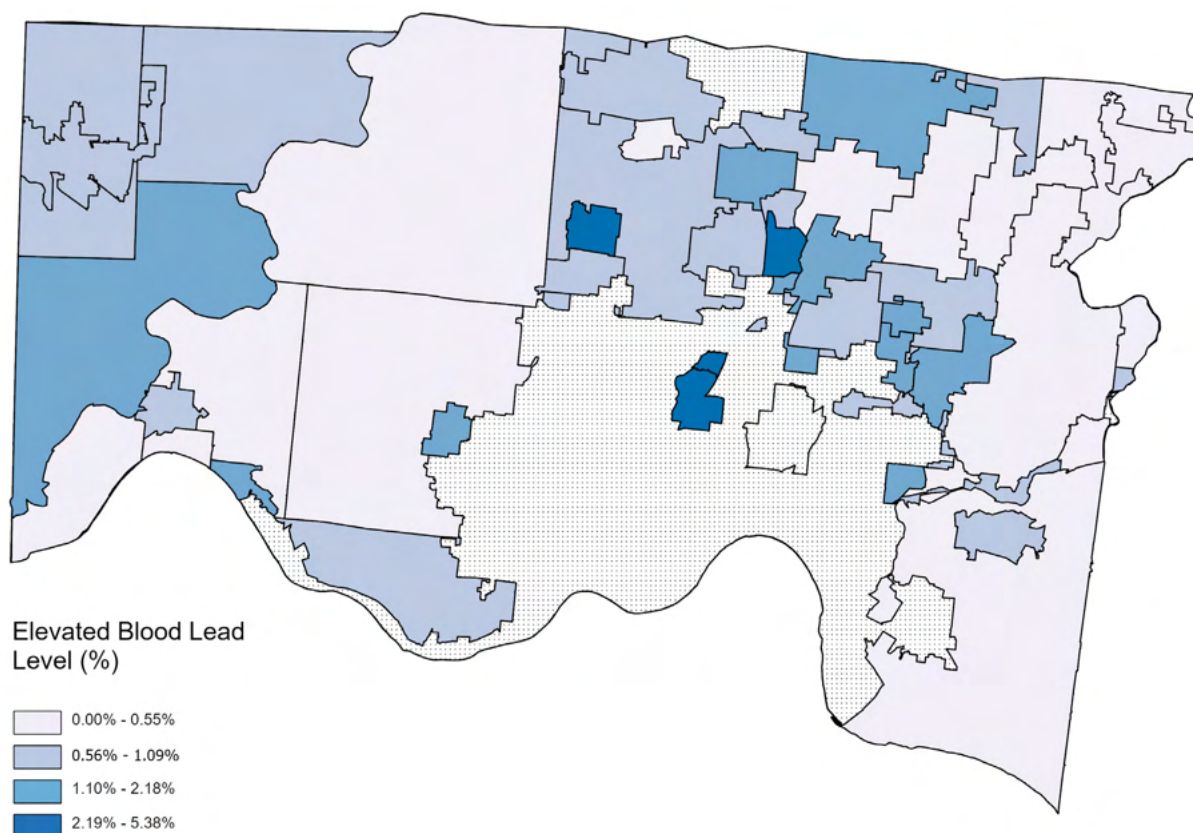 Elevated Blood Lead
Level (%)
0.00% - 0.55%
0.56% - 1.09%
1.10% - 2.18%
2.19% - 5.38%